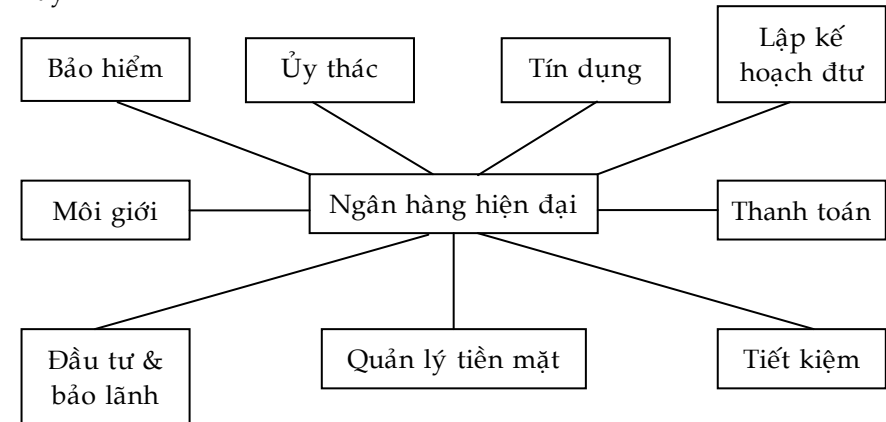 Bảo hiểm
Ủy thác
Tín dụng
Lập kế
hoạch đtư
Môi giới
Ngân hàng hiện đại
Thanh toán
Đầu tư &
bảo lãnh
Quản lý tiền mặt
Tiết kiệm